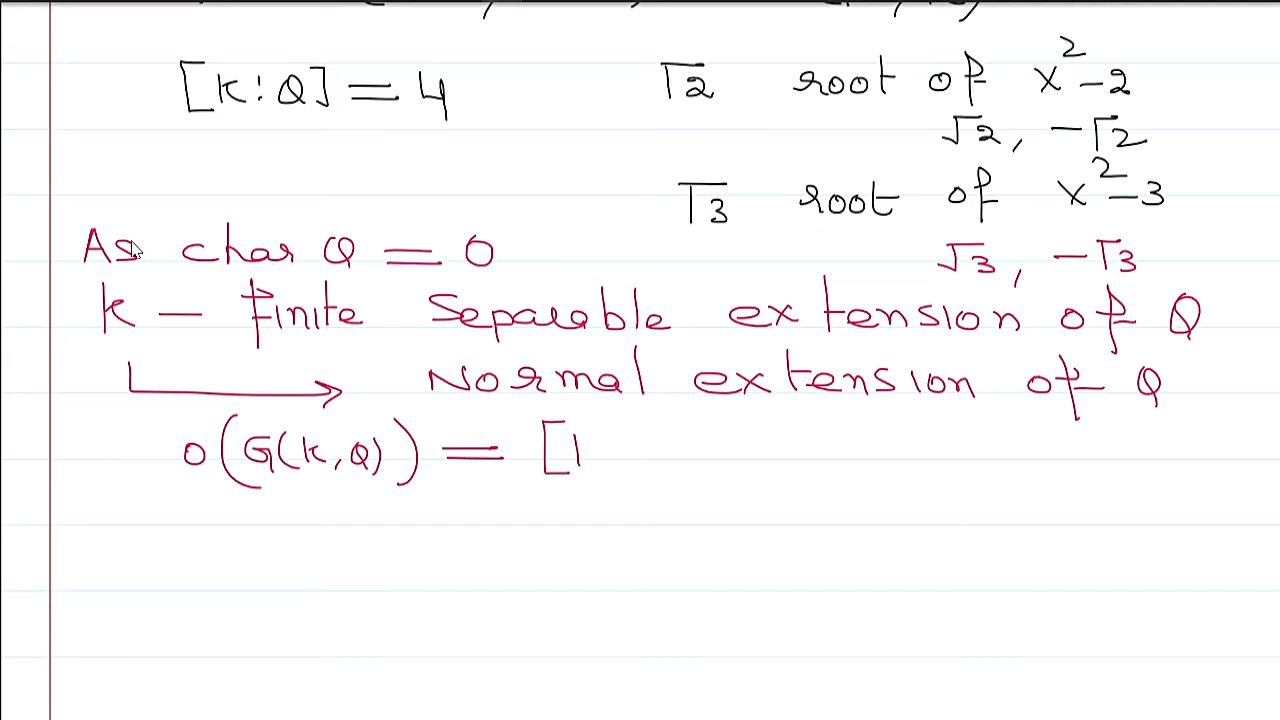 [K:Q] = 4
√2 root of x²-2
√2, -√2
√3 root of x²-3
As char Q = 0
√3, -√3
K - finite separable extension of Q
Normal extension of Q
o(G(K,Q)) = [